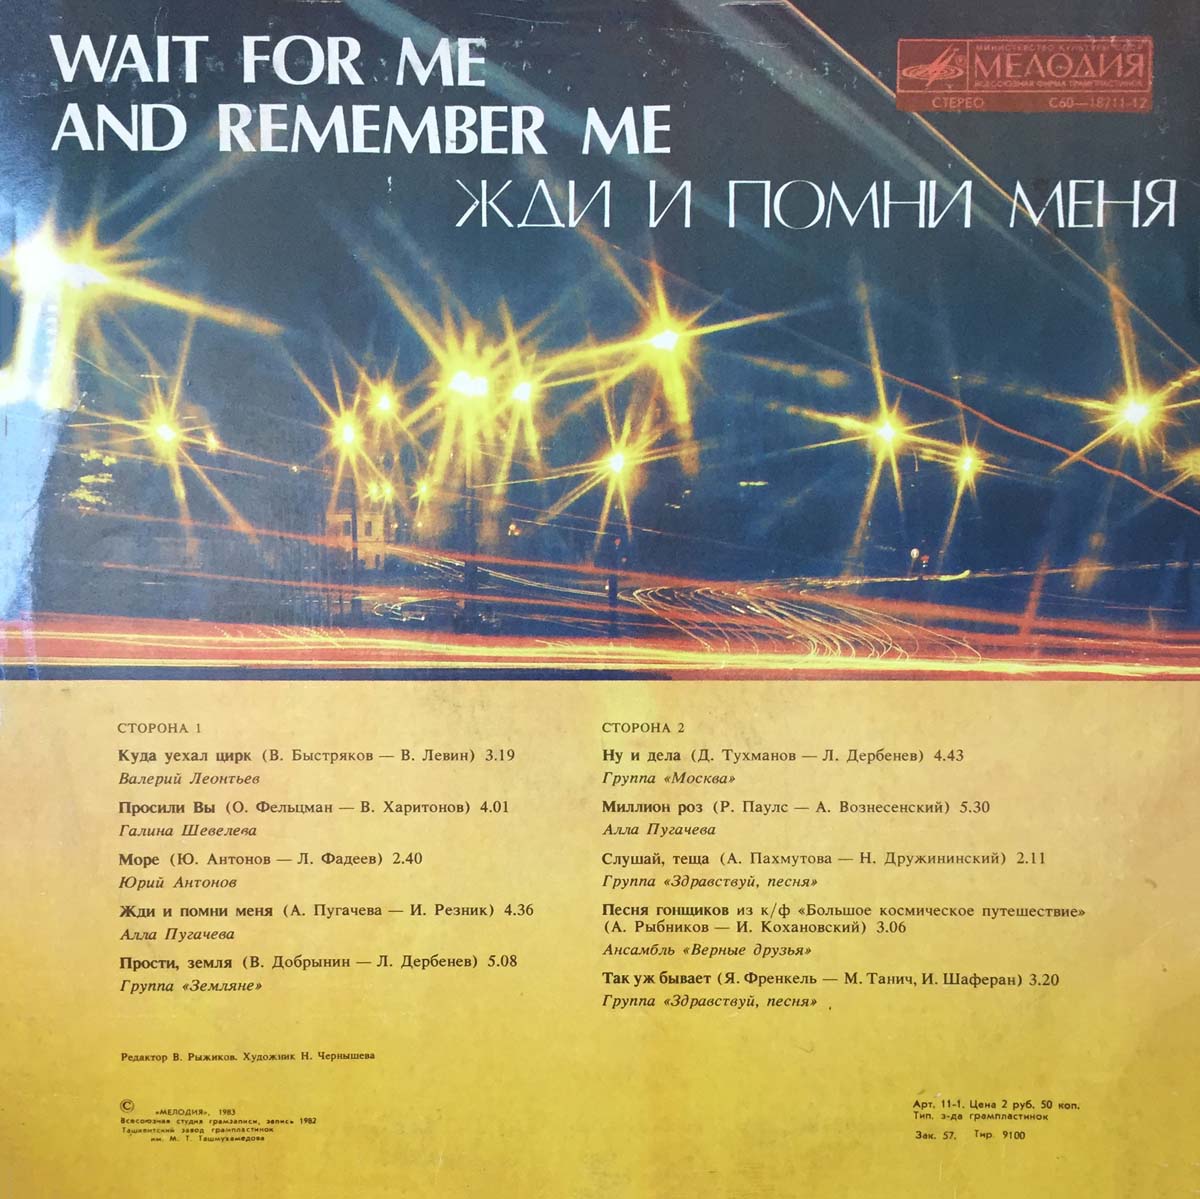 WAIT FOR ME
AND REMEMBER ME
ЖДИ И ПОМНИ МЕНЯ
МИНИСТЕРСТВО КУЛЬТУРЫ СССР
МЕЛОДИЯ
ВСЕСОЮЗНАЯ ФИРМА ГРАМПЛАСТИНОК
СТЕРЕО С60—18711-12
СТОРОНА 1
Куда уехал цирк (В. Быстряков — В. Левин) 3.19
Валерий Леонтьев
Просили Вы (О. Фельцман — В. Харитонов) 4.01
Галина Шевелева
Море (Ю. Антонов — Л. Фадеев) 2.40
Юрий Антонов
Жди и помни меня (А. Пугачева — И. Резник) 4.36
Алла Пугачева
Прости, земля (В. Добрынин — Л. Дербенев) 5.08
Группа «Земляне»
СТОРОНА 2
Ну и дела (Д. Тухманов — Л. Дербенев) 4.43
Группа «Москва»
Миллион роз (Р. Паулс — А. Вознесенский) 5.30
Алла Пугачева
Слушай, теща (А. Пахмутова — Н. Дружининский) 2.11
Группа «Здравствуй, песня»
Песня гонщиков из к/ф «Большое космическое путешествие»
(А. Рыбников — И. Кохановский) 3.06
Ансамбль «Верные друзья»
Так уж бывает (Я. Френкель — М. Танич, И. Шаферан) 3.20
Группа «Здравствуй, песня»
Редактор В. Рыжиков. Художник Н. Чернышева
© «МЕЛОДИЯ», 1983
Всесоюзная студия грамзаписи, запись 1982
Ташкентский завод грампластинок
им. М. Т. Ташмухамедова
Арт. 11-1. Цена 2 руб. 50 коп.
Тип. з-да грампластинок
Зак. 57. Тир. 9100